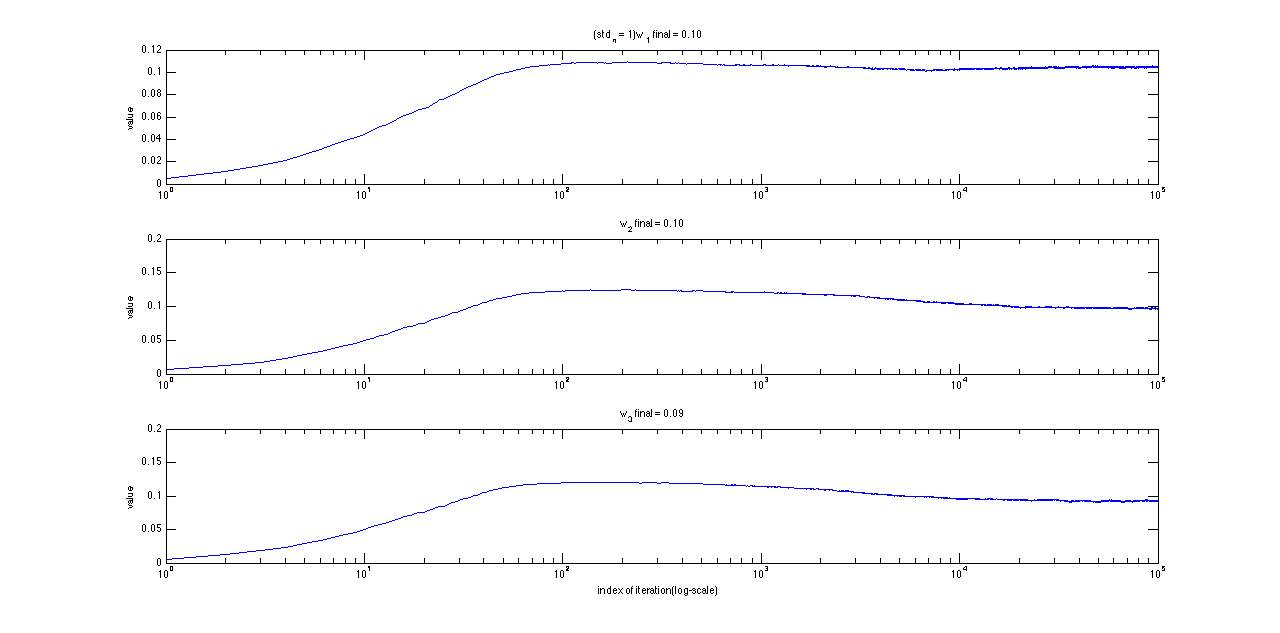 (std_n = 1)w_1 final = 0.10
0.12
0.1
0.08
0.06
0.04
0.02
0
value
10^0 10^1 10^2 10^3 10^4 10^5
w_2 final = 0.10
0.2
0.15
0.1
0.05
0
value
10^0 10^1 10^2 10^3 10^4 10^5
w_3 final = 0.09
0.2
0.15
0.1
0.05
0
value
10^0 10^1 10^2 10^3 10^4 10^5
index of iteration(log-scale)